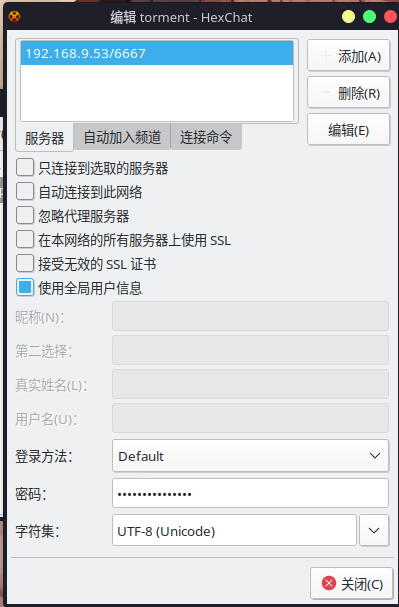 编辑 torment - HexChat
192.168.9.53/6667
添加(A)
删除(R)
编辑(E)
服务器 自动加入频道 连接命令
只连接到选取的服务器
自动连接到此网络
忽略代理服务器
在本网络的所有服务器上使用 SSL
接受无效的 SSL 证书
使用全局用户信息
昵称(N)：
第二选择：
真实姓名(L)：
用户名(U)：
登录方法： Default
密码： •••••••••••••••
字符集： UTF-8 (Unicode)
关闭(C)